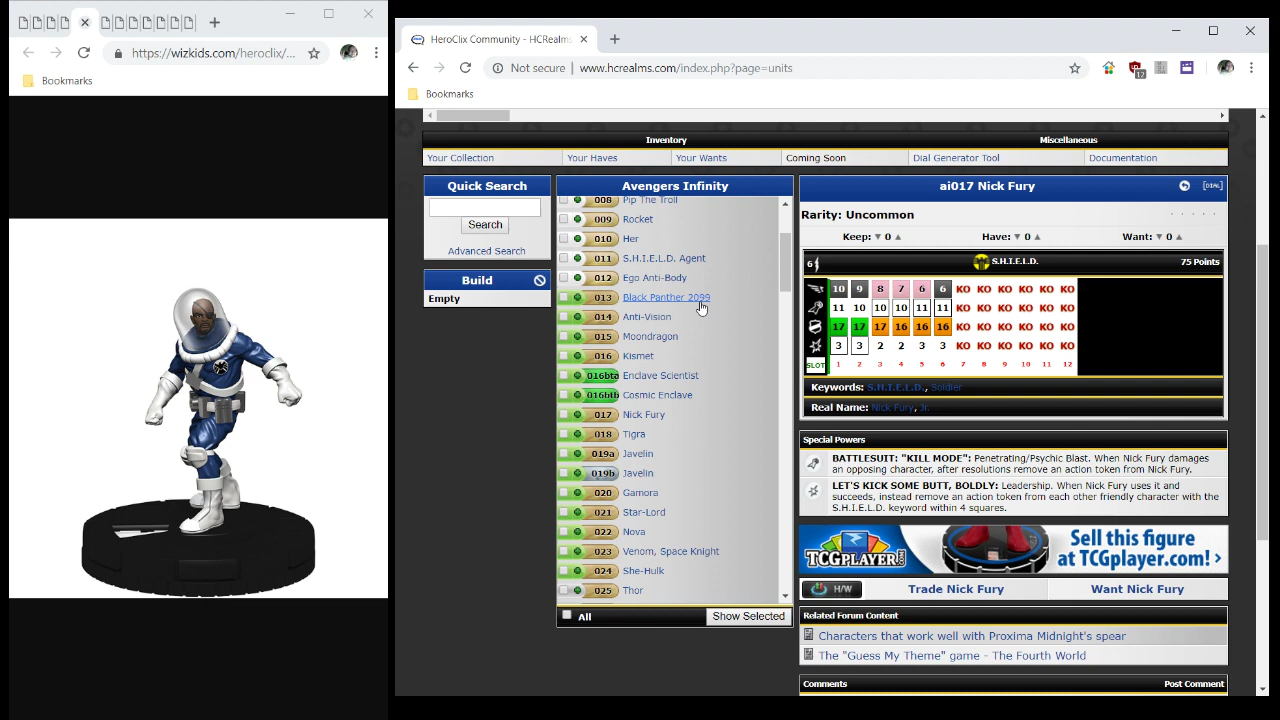 https://wizkids.com/heroclix/...
Bookmarks
HeroClix Community - HCRealms
Not secure | www.hcrealms.com/index.php?page=units
12
Bookmarks
Inventory Miscellaneous
Your Collection Your Haves Your Wants Coming Soon Dial Generator Tool Documentation
Quick Search
Search
Advanced Search
Build
Empty
Avengers Infinity
008 Pip The Troll
009 Rocket
010 Her
011 S.H.I.E.L.D. Agent
012 Ego Anti-Body
013 Black Panther 2099
014 Anti-Vision
015 Moondragon
016 Kismet
016bta Enclave Scientist
016btb Cosmic Enclave
017 Nick Fury
018 Tigra
019a Javelin
019b Javelin
020 Gamora
021 Star-Lord
022 Nova
023 Venom, Space Knight
024 She-Hulk
025 Thor
All Show Selected
ai017 Nick Fury [DIAL]
Rarity: Uncommon
Keep: 0 Have: 0 Want: 0
6 S.H.I.E.L.D. 75 Points
10 9 8 7 6 6 KO KO KO KO KO KO
11 10 10 10 11 11 KO KO KO KO KO KO
17 17 17 16 16 16 KO KO KO KO KO KO
3 3 2 2 3 3 KO KO KO KO KO KO
SLOT 1 2 3 4 5 6 7 8 9 10 11 12
Keywords: S.H.I.E.L.D., Soldier
Real Name: Nick Fury, Jr.
Special Powers
BATTLESUIT: "KILL MODE": Penetrating/Psychic Blast. When Nick Fury damages
an opposing character, after resolutions remove an action token from Nick Fury.
LET'S KICK SOME BUTT, BOLDLY: Leadership. When Nick Fury uses it and
succeeds, instead remove an action token from each other friendly character with the
S.H.I.E.L.D. keyword within 4 squares.
TCGPLAYER.COM
Sell this figure
at TCGplayer.com! ›
H/W Trade Nick Fury Want Nick Fury
Related Forum Content
Characters that work well with Proxima Midnight's spear
The "Guess My Theme" game - The Fourth World
Comments Post Comment